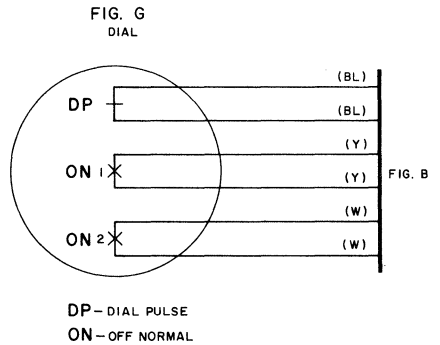 FIG. G
DIAL
(BL)
DP
(BL)
(Y)
ON 1
(Y)
FIG. B
(W)
ON 2
(W)
DP - DIAL PULSE
ON - OFF NORMAL